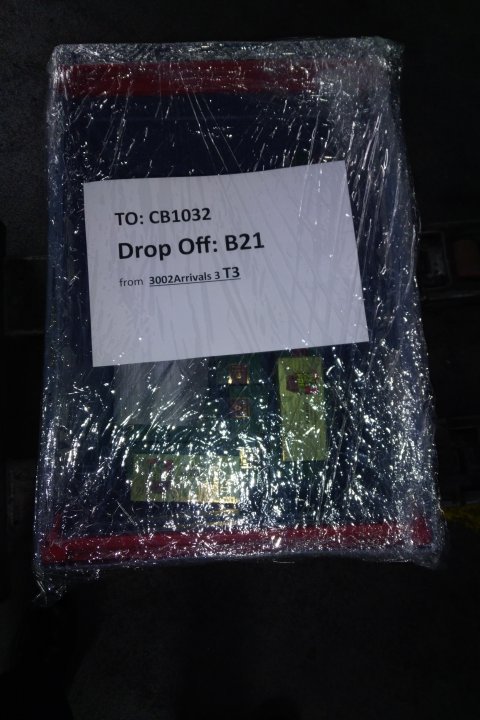 TO: CB1032
Drop Off: B21
from 3002Arrivals 3 T3